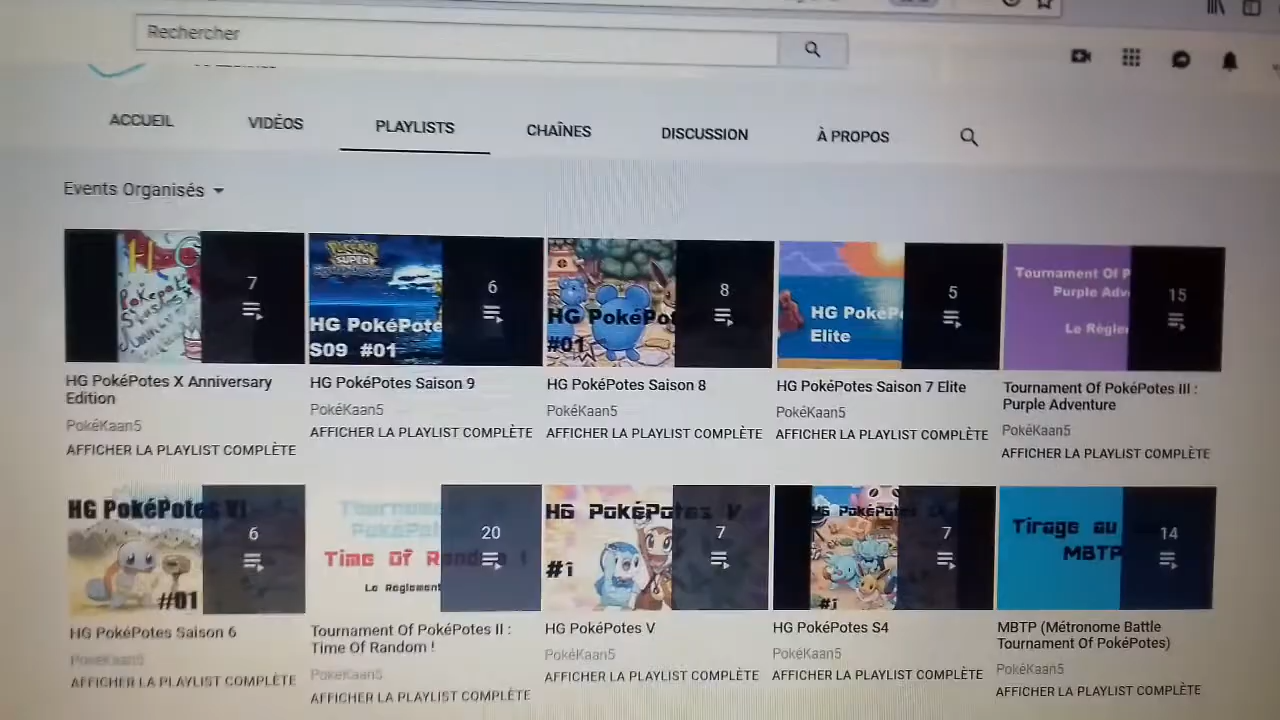 Rechercher
ACCUEIL VIDÉOS PLAYLISTS CHAÎNES DISCUSSION À PROPOS
Events Organisés
7
6
8
5
15
HG PokéPote
S09 #01
HG PokéPo
#01
HG PokéP
Elite
Tournament Of P
Purple Adv
Le Régle
HG PokéPotes X Anniversary
Edition
PokéKaan5
AFFICHER LA PLAYLIST COMPLÈTE
HG PokéPotes Saison 9
PokéKaan5
AFFICHER LA PLAYLIST COMPLÈTE
HG PokéPotes Saison 8
PokéKaan5
AFFICHER LA PLAYLIST COMPLÈTE
HG PokéPotes Saison 7 Elite
PokéKaan5
AFFICHER LA PLAYLIST COMPLÈTE
Tournament Of PokéPotes III :
Purple Adventure
PokéKaan5
AFFICHER LA PLAYLIST COMPLÈTE
HG PokéPotes VI
#01
6
Time Of Random !
Le Reglement
20
HG PokéPotes V
#1
7
#1
7
Tirage au
MBTP
14
HG PokéPotes Saison 6
PokéKaan5
AFFICHER LA PLAYLIST COMPLÈTE
Tournament Of PokéPotes II :
Time Of Random !
PokéKaan5
AFFICHER LA PLAYLIST COMPLÈTE
HG PokéPotes V
PokéKaan5
AFFICHER LA PLAYLIST COMPLÈTE
HG PokéPotes S4
PokéKaan5
AFFICHER LA PLAYLIST COMPLÈTE
MBTP (Métronome Battle
Tournament Of PokéPotes)
PokéKaan5
AFFICHER LA PLAYLIST COMPLÈTE